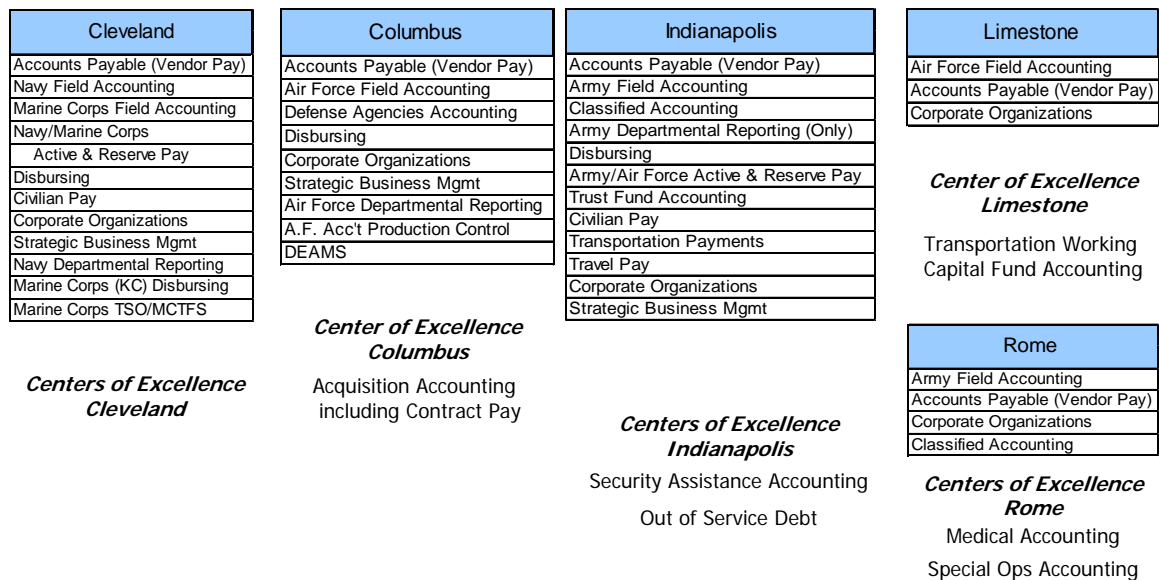 Cleveland
Accounts Payable (Vendor Pay)
Navy Field Accounting
Marine Corps Field Accounting
Navy/Marine Corps
Active & Reserve Pay
Disbursing
Civilian Pay
Corporate Organizations
Strategic Business Mgmt
Navy Departmental Reporting
Marine Corps (KC) Disbursing
Marine Corps TSO/MCTFS
Centers of Excellence
Cleveland
Columbus
Accounts Payable (Vendor Pay)
Air Force Field Accounting
Defense Agencies Accounting
Disbursing
Corporate Organizations
Strategic Business Mgmt
Air Force Departmental Reporting
A.F. Acc't Production Control
DEAMS
Center of Excellence
Columbus
Acquisition Accounting
including Contract Pay
Indianapolis
Accounts Payable (Vendor Pay)
Army Field Accounting
Classified Accounting
Army Departmental Reporting (Only)
Disbursing
Army/Air Force Active & Reserve Pay
Trust Fund Accounting
Civilian Pay
Transportation Payments
Travel Pay
Corporate Organizations
Strategic Business Mgmt
Centers of Excellence
Indianapolis
Security Assistance Accounting
Out of Service Debt
Limestone
Air Force Field Accounting
Accounts Payable (Vendor Pay)
Corporate Organizations
Center of Excellence
Limestone
Transportation Working
Capital Fund Accounting
Rome
Army Field Accounting
Accounts Payable (Vendor Pay)
Corporate Organizations
Classified Accounting
Centers of Excellence
Rome
Medical Accounting
Special Ops Accounting